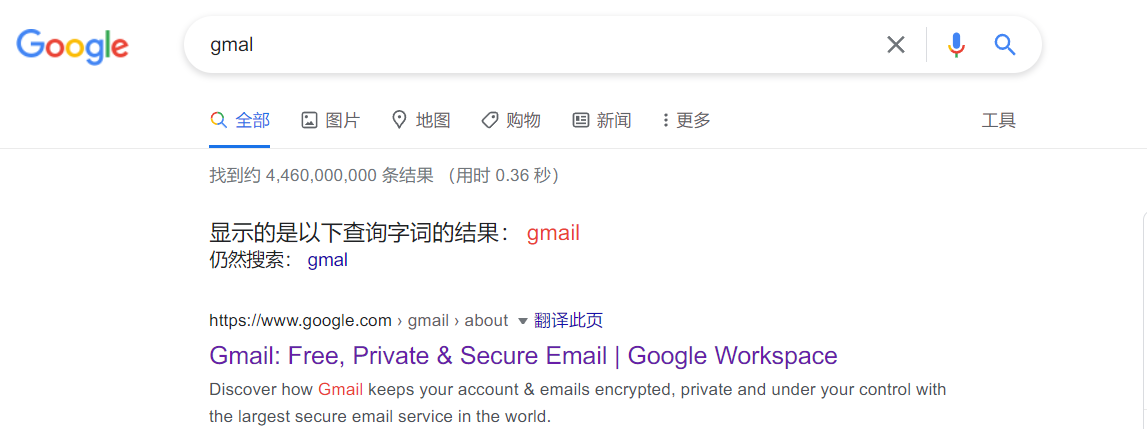 Google
gmal
全部 图片 地图 购物 新闻 更多 工具
找到约 4,460,000,000 条结果 （用时 0.36 秒）
显示的是以下查询字词的结果： gmail
仍然搜索： gmal
https://www.google.com › gmail › about 翻译此页
Gmail: Free, Private & Secure Email | Google Workspace
Discover how Gmail keeps your account & emails encrypted, private and under your control with
the largest secure email service in the world.